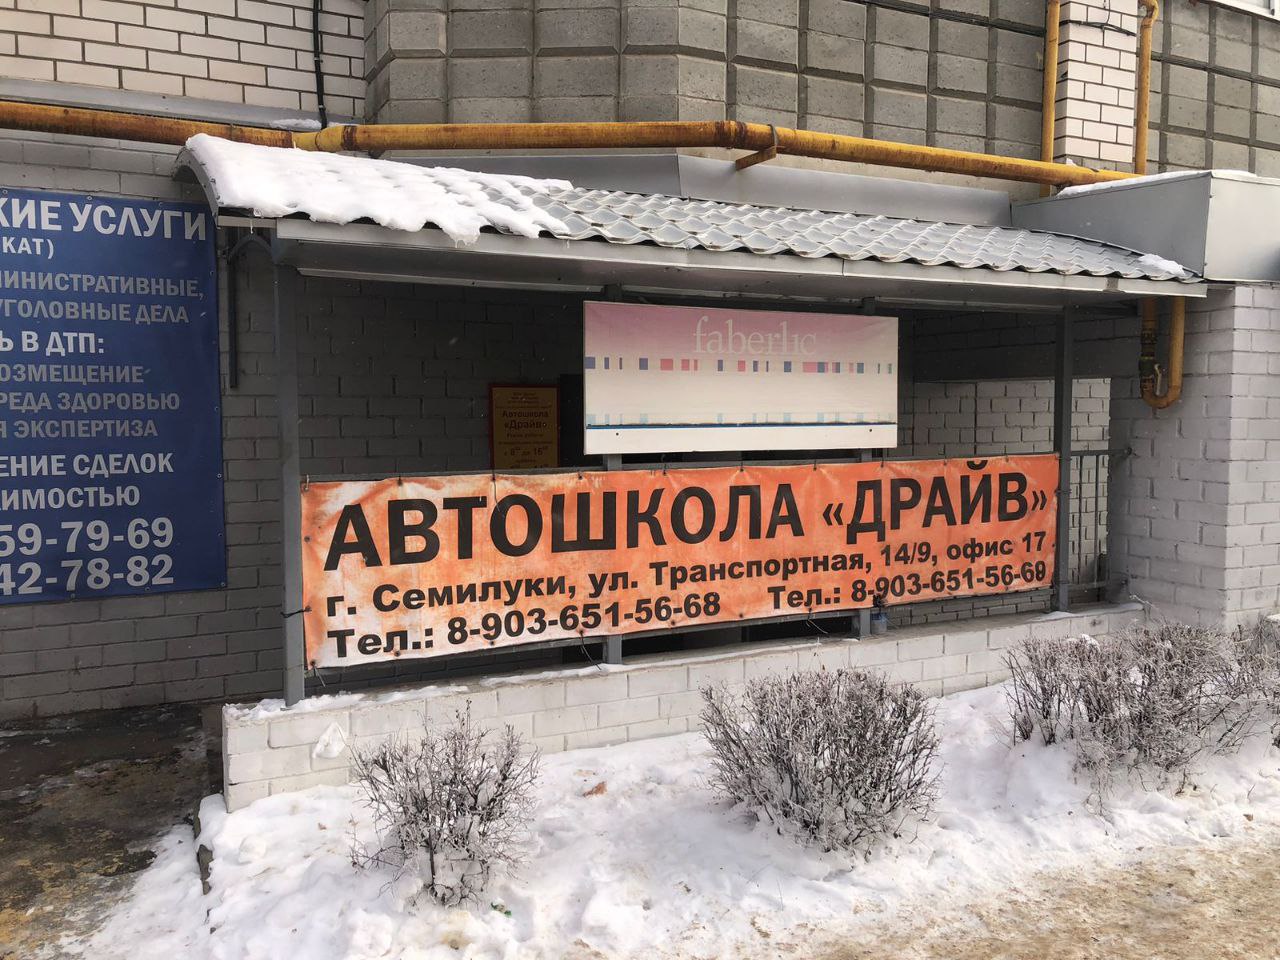 КИЕ УСЛУГИ
КАТ)
МИНИСТРАТИВНЫЕ,
УГОЛОВНЫЕ ДЕЛА
Ь В ДТП:
ОЗМЕЩЕНИЕ
РЕДА ЗДОРОВЬЮ
Я ЭКСПЕРТИЗА
ЕНИЕ СДЕЛОК
ЖИМОСТЬЮ
59-79-69
42-78-82
faberlic
Автошкола
«Драйв»
АВТОШКОЛА «ДРАЙВ»
г. Семилуки, ул. Транспортная, 14/9, офис 17
Тел.: 8-903-651-56-68 Тел.: 8-903-651-56-69